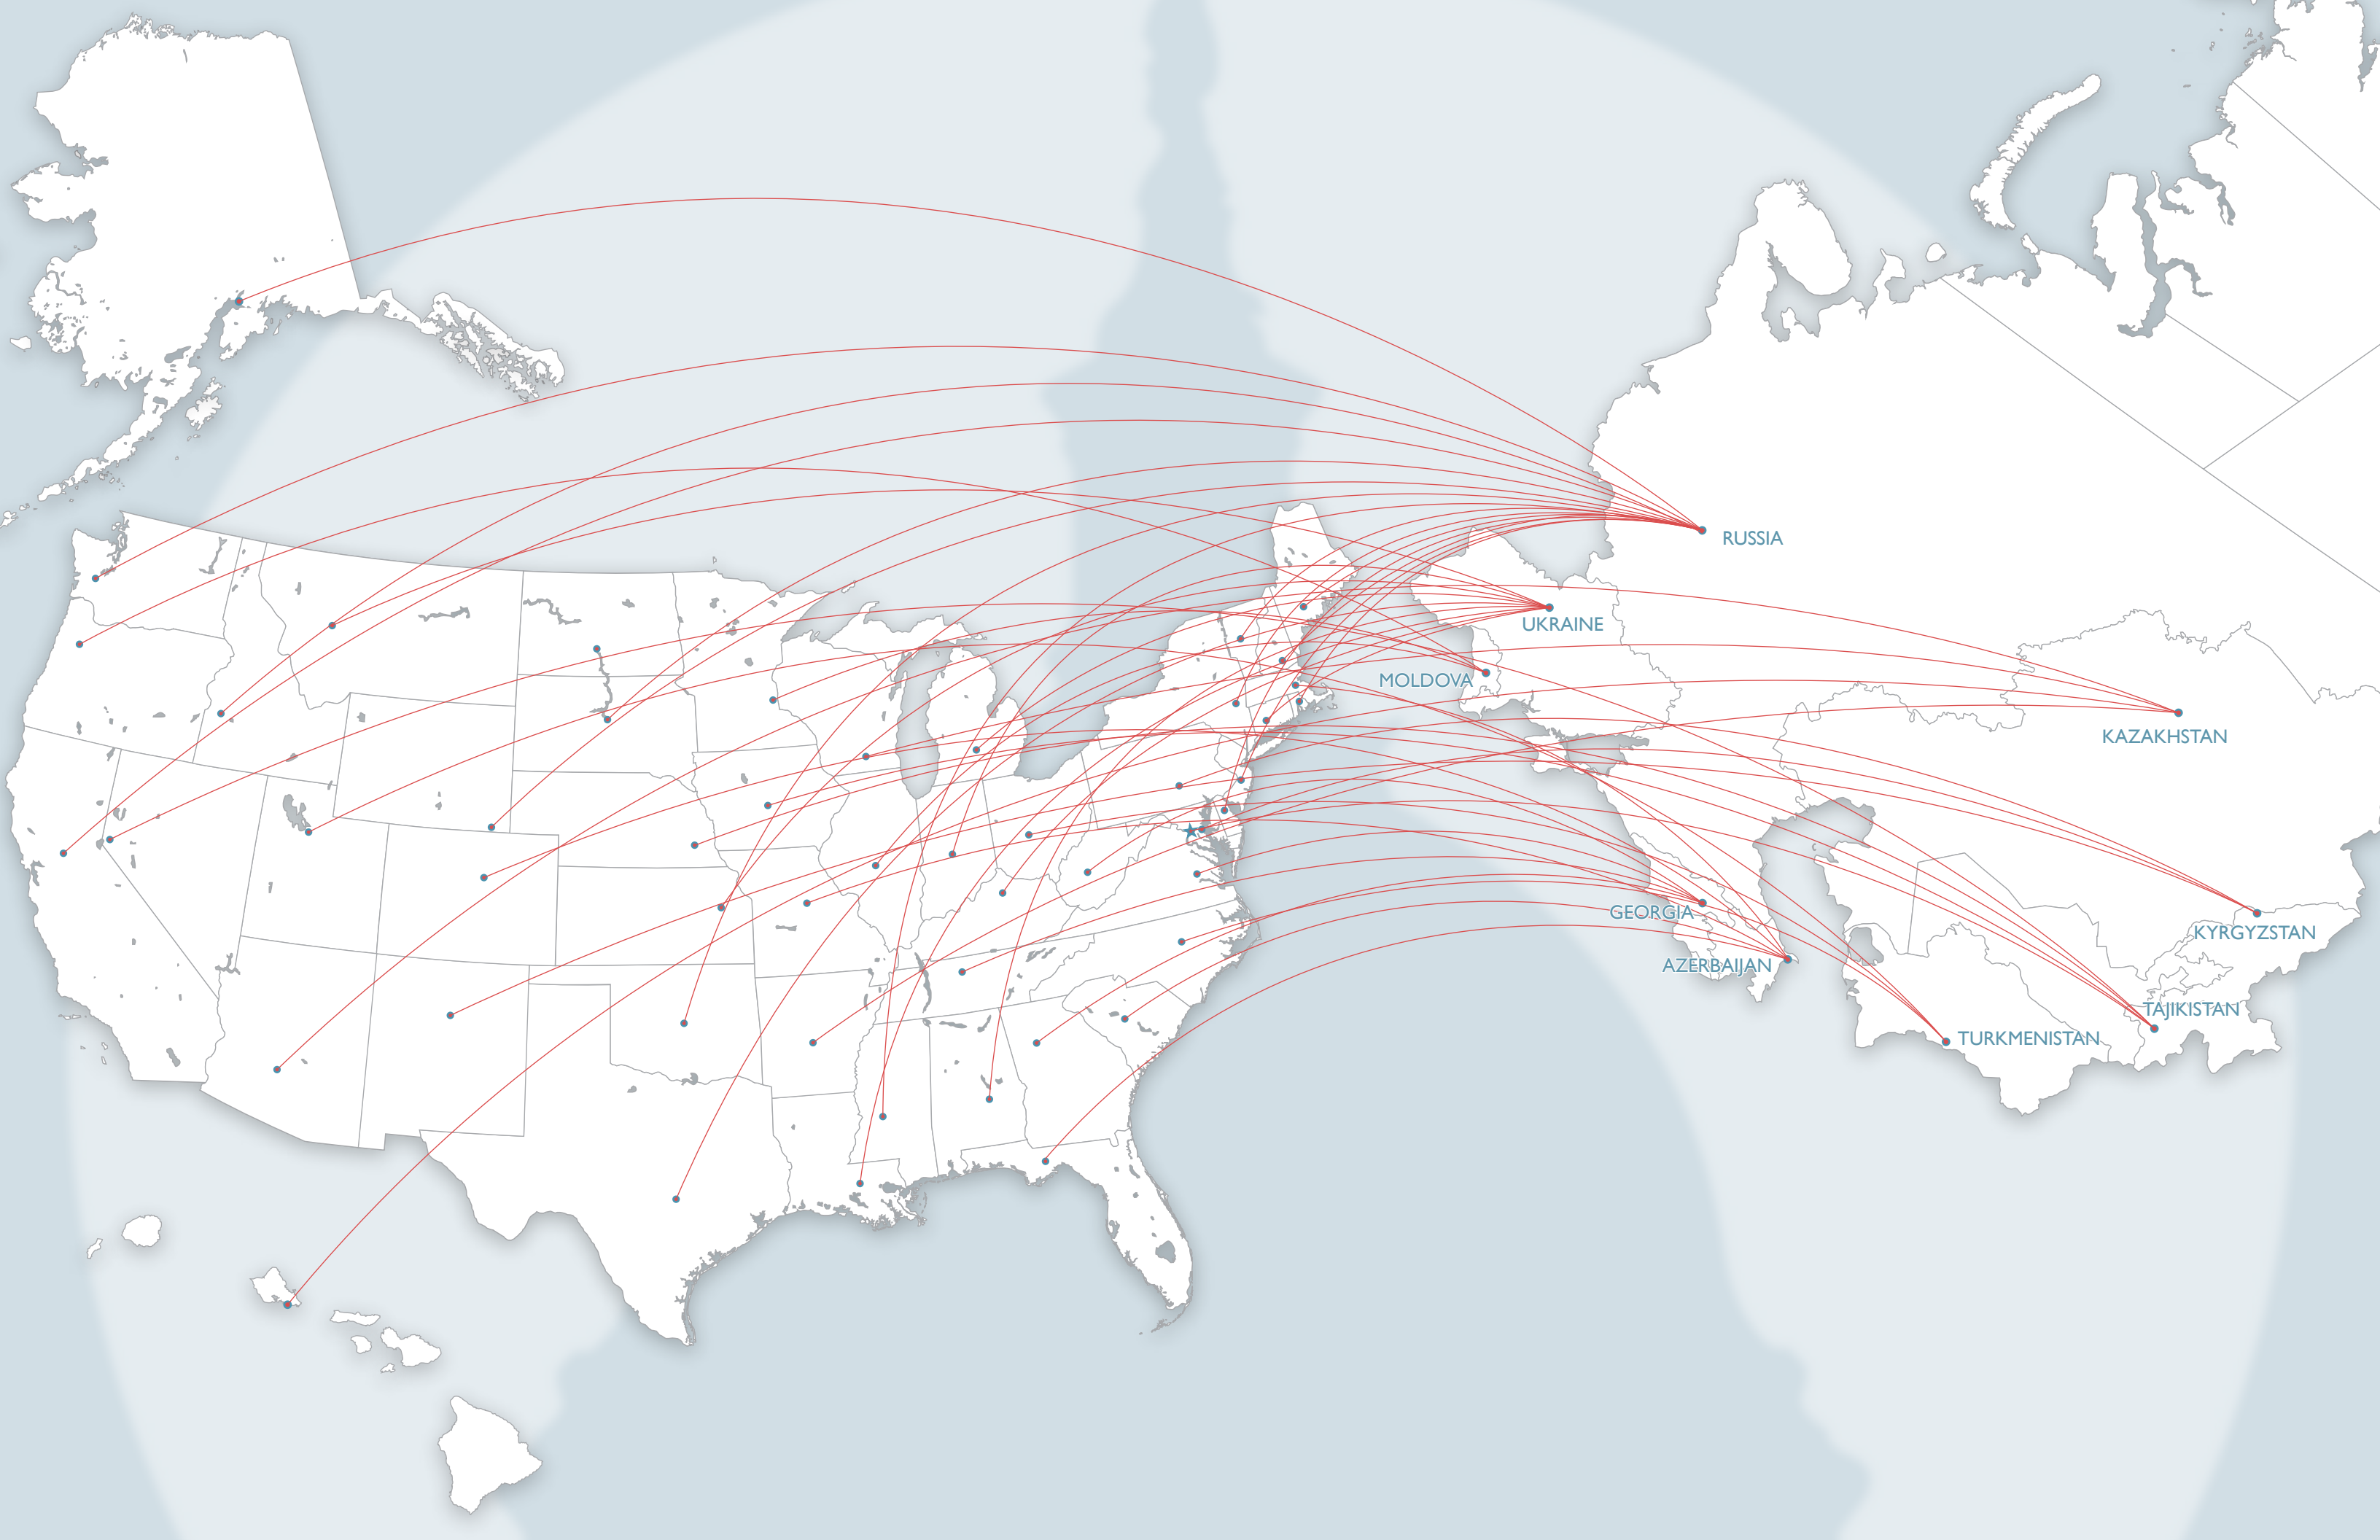 RUSSIA
UKRAINE
MOLDOVA
KAZAKHSTAN
GEORGIA
KYRGYZSTAN
AZERBAIJAN
TAJIKISTAN
TURKMENISTAN